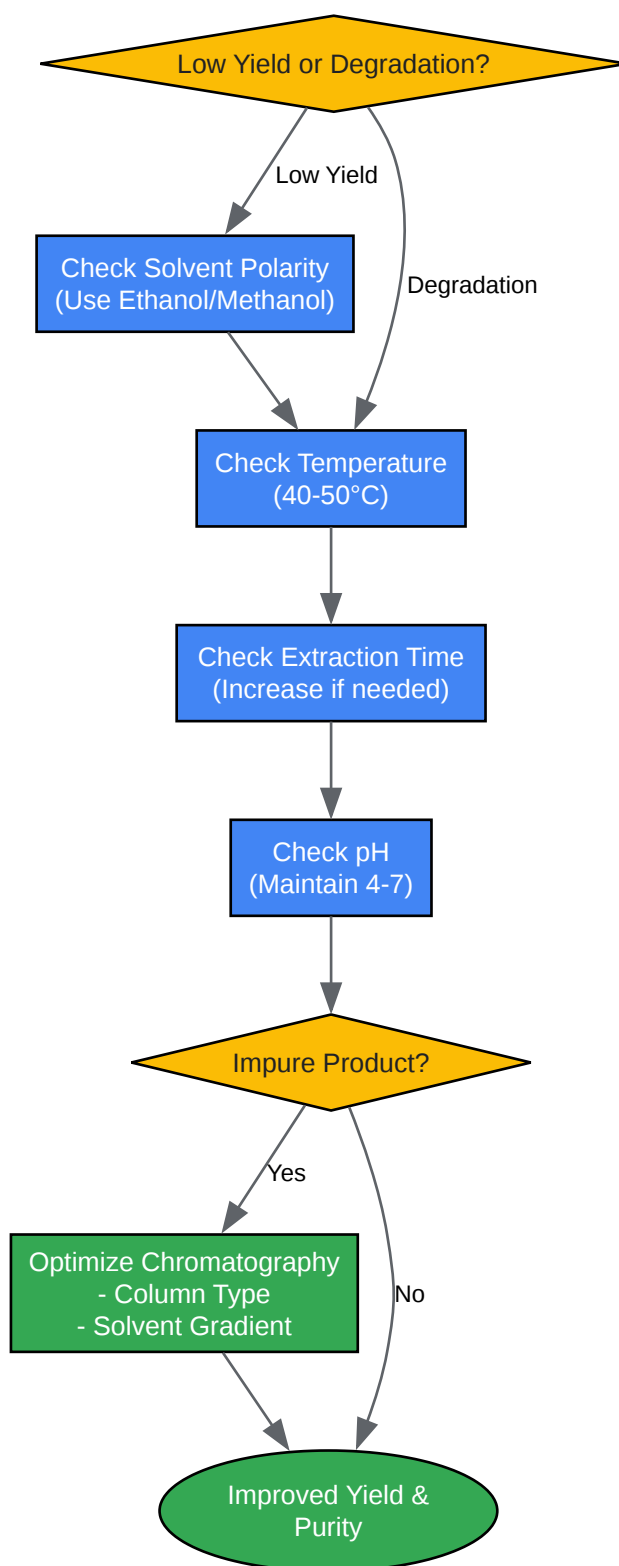 Low Yield or Degradation?
Low Yield
Check Solvent Polarity
(Use Ethanol/Methanol)
Degradation
Check Temperature
(40-50°C)
Check Extraction Time
(Increase if needed)
Check pH
(Maintain 4-7)
Impure Product?
Yes
Optimize Chromatography
- Column Type
- Solvent Gradient
No
Improved Yield &
Purity